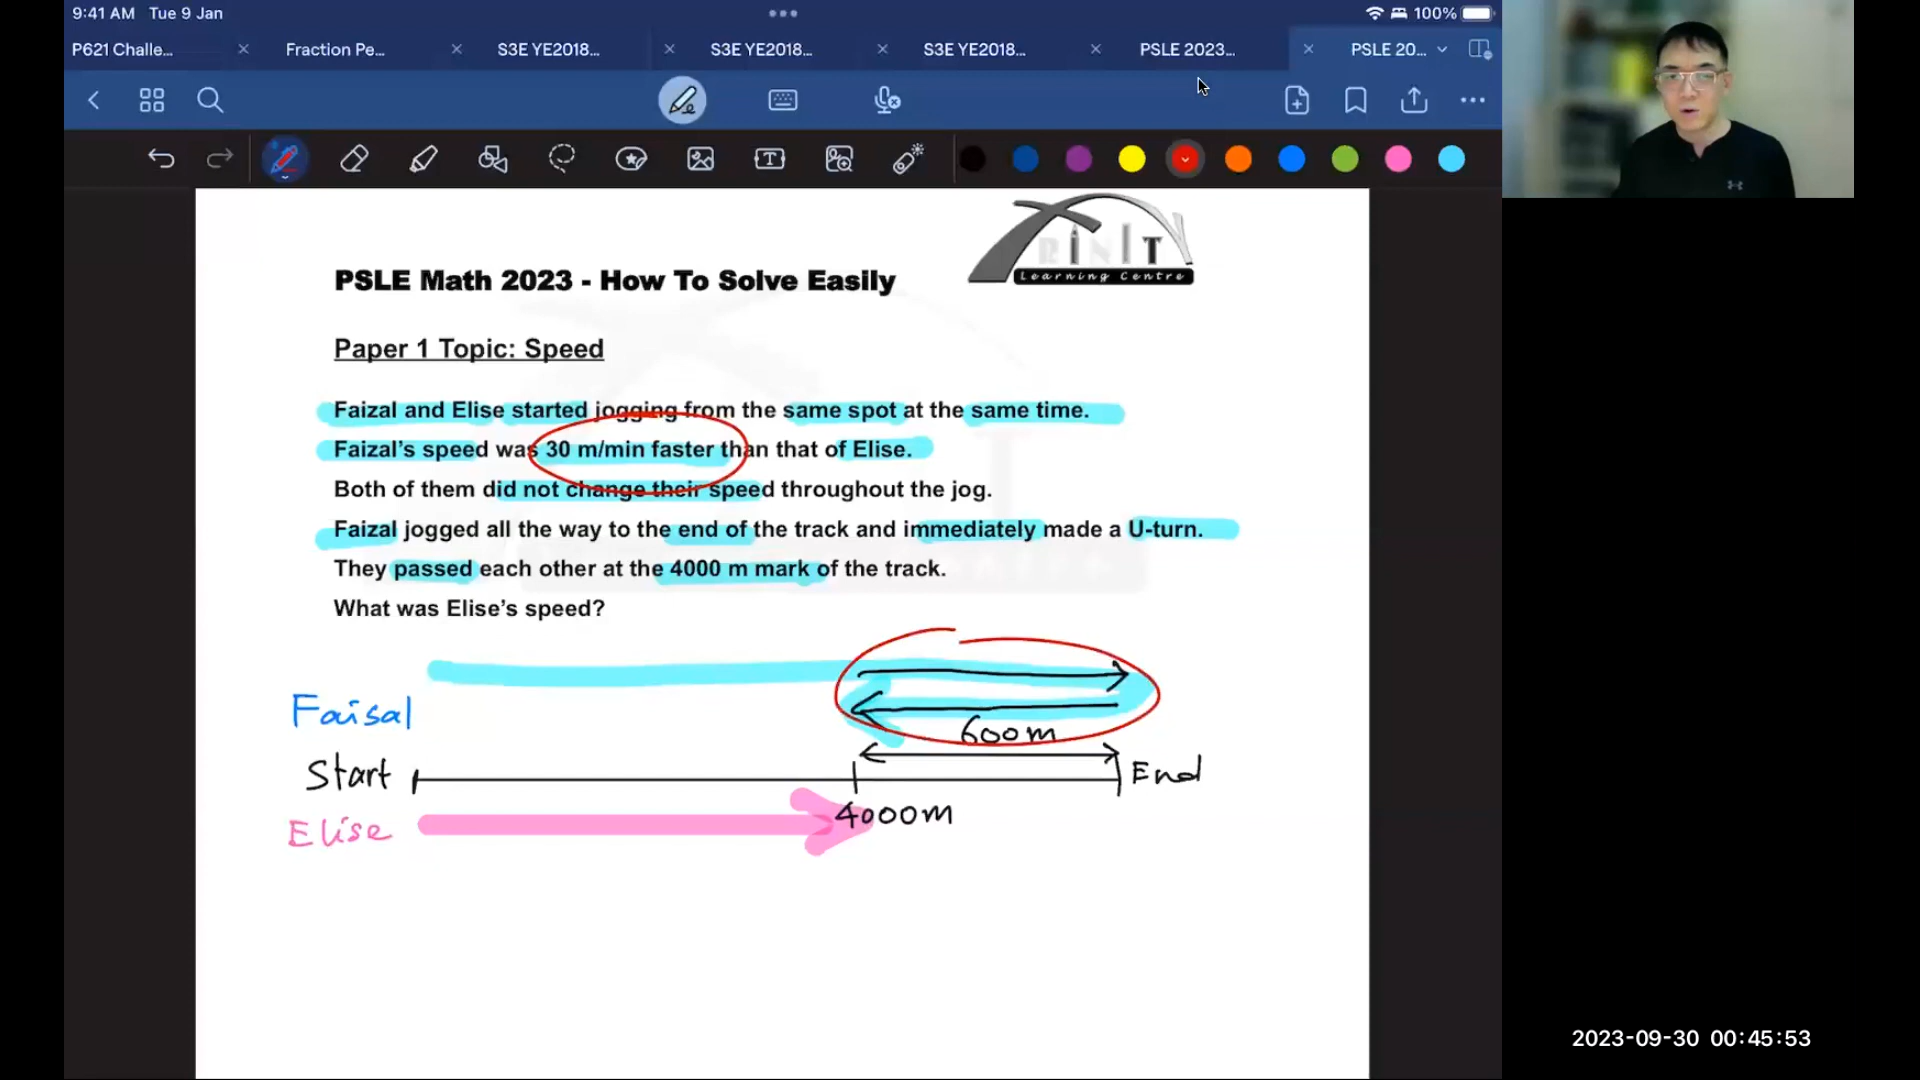 9:41 AM Tue 9 Jan
100%
P621 Challe...
Fraction Pe...
S3E YE2018...
S3E YE2018...
S3E YE2018...
PSLE 2023...
PSLE 20...
RINIT
Learning Centre
PSLE Math 2023 - How To Solve Easily
Paper 1 Topic: Speed
Faizal and Elise started jogging from the same spot at the same time.
Faizal's speed was 30 m/min faster than that of Elise.
Both of them did not change their speed throughout the jog.
Faizal jogged all the way to the end of the track and immediately made a U-turn.
They passed each other at the 4000 m mark of the track.
What was Elise's speed?
Faisal
600m
Start
End
4000m
Elise
2023-09-30 00:45:53